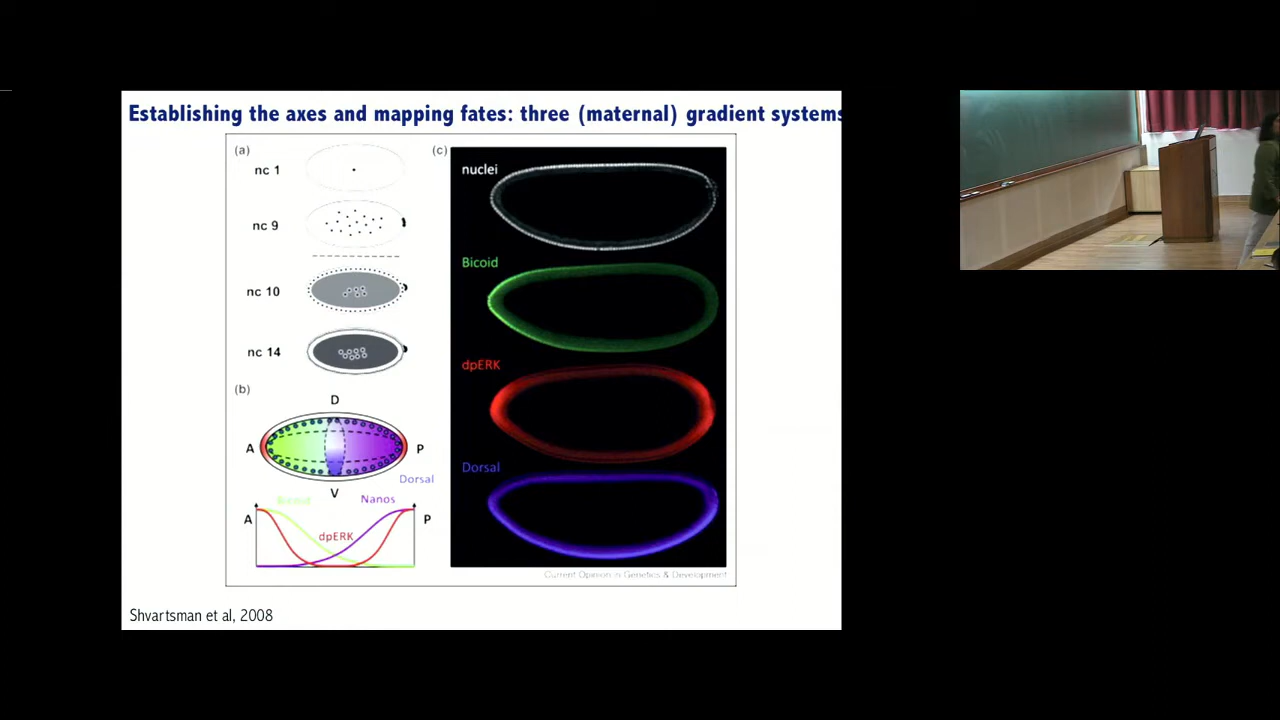 Establishing the axes and mapping fates: three (maternal) gradient systems
(a)
nc 1
nc 9
nc 10
nc 14
(b)
D
A
P
V
Dorsal
Bicoid
Nanos
A
dpERK
P
(c)
nuclei
Bicoid
dpERK
Dorsal
Current Opinion in Genetics & Development
Shvartsman et al, 2008